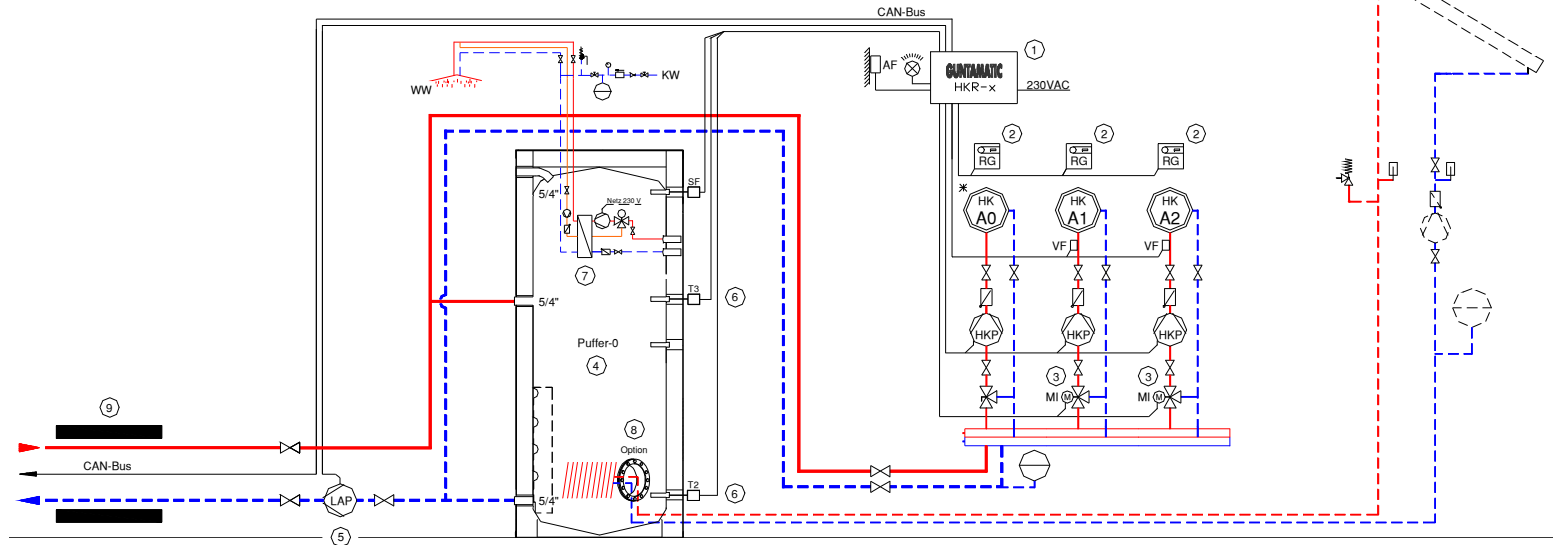 CAN-Bus
1
AF
GUNTAMATIC
HKR-x
230VAC
KW
WW
2
2
2
RG
RG
RG
SF
5/4"
Netz 230 V
*
HK
A0
HK
A1
HK
A2
VF
VF
7
T3
6
5/4"
HKP
HKP
HKP
Puffer-0
4
3
3
MI
M
MI
M
9
8
Option
CAN-Bus
T2
6
LAP
5/4"
5